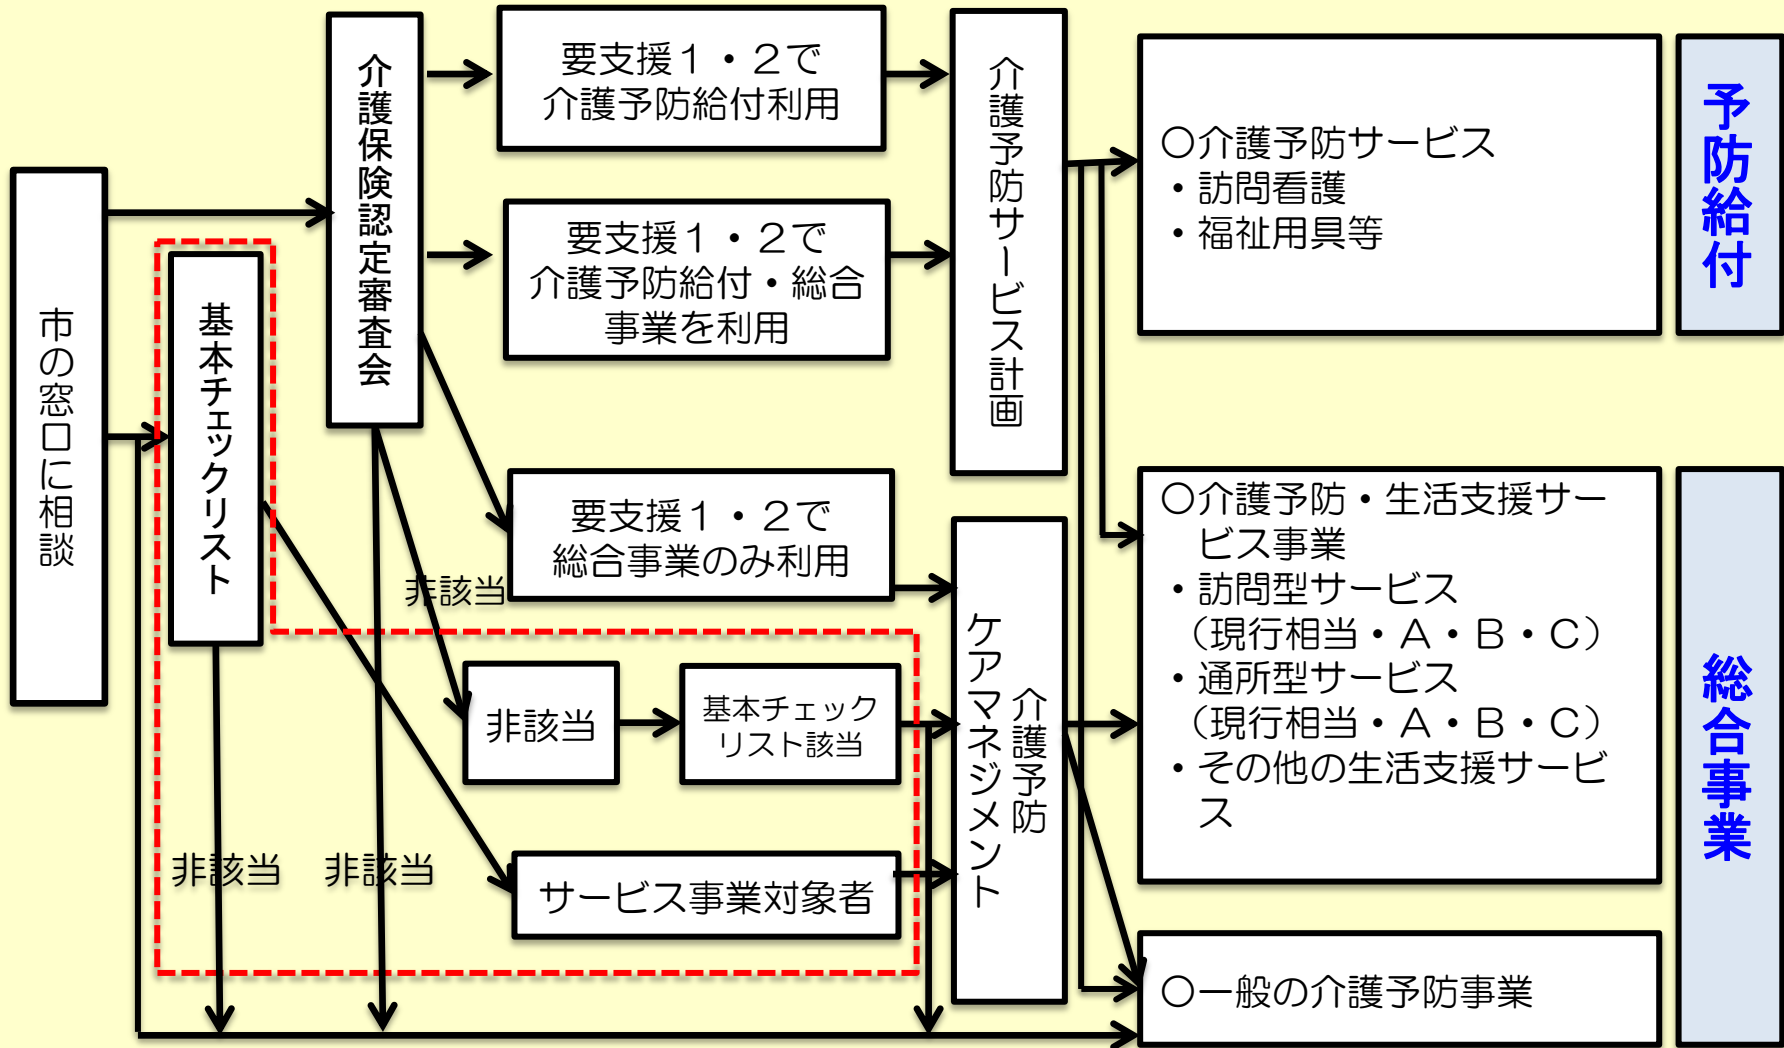 市の窓口に相談
基本チェックリスト
介護保険認定審査会
要支援１・２で
介護予防給付利用
要支援１・２で
介護予防給付・総合
事業を利用
要支援１・２で
総合事業のみ利用
非該当
非該当
基本チェック
リスト該当
サービス事業対象者
非該当
非該当
介護予防サービス計画
介護予防
ケアマネジメント
〇介護予防サービス
・訪問看護
・福祉用具等
予防給付
〇介護予防・生活支援サー
ビス事業
・訪問型サービス
（現行相当・Ａ・Ｂ・Ｃ）
・通所型サービス
（現行相当・Ａ・Ｂ・Ｃ）
・その他の生活支援サービ
ス
〇一般の介護予防事業
総合事業